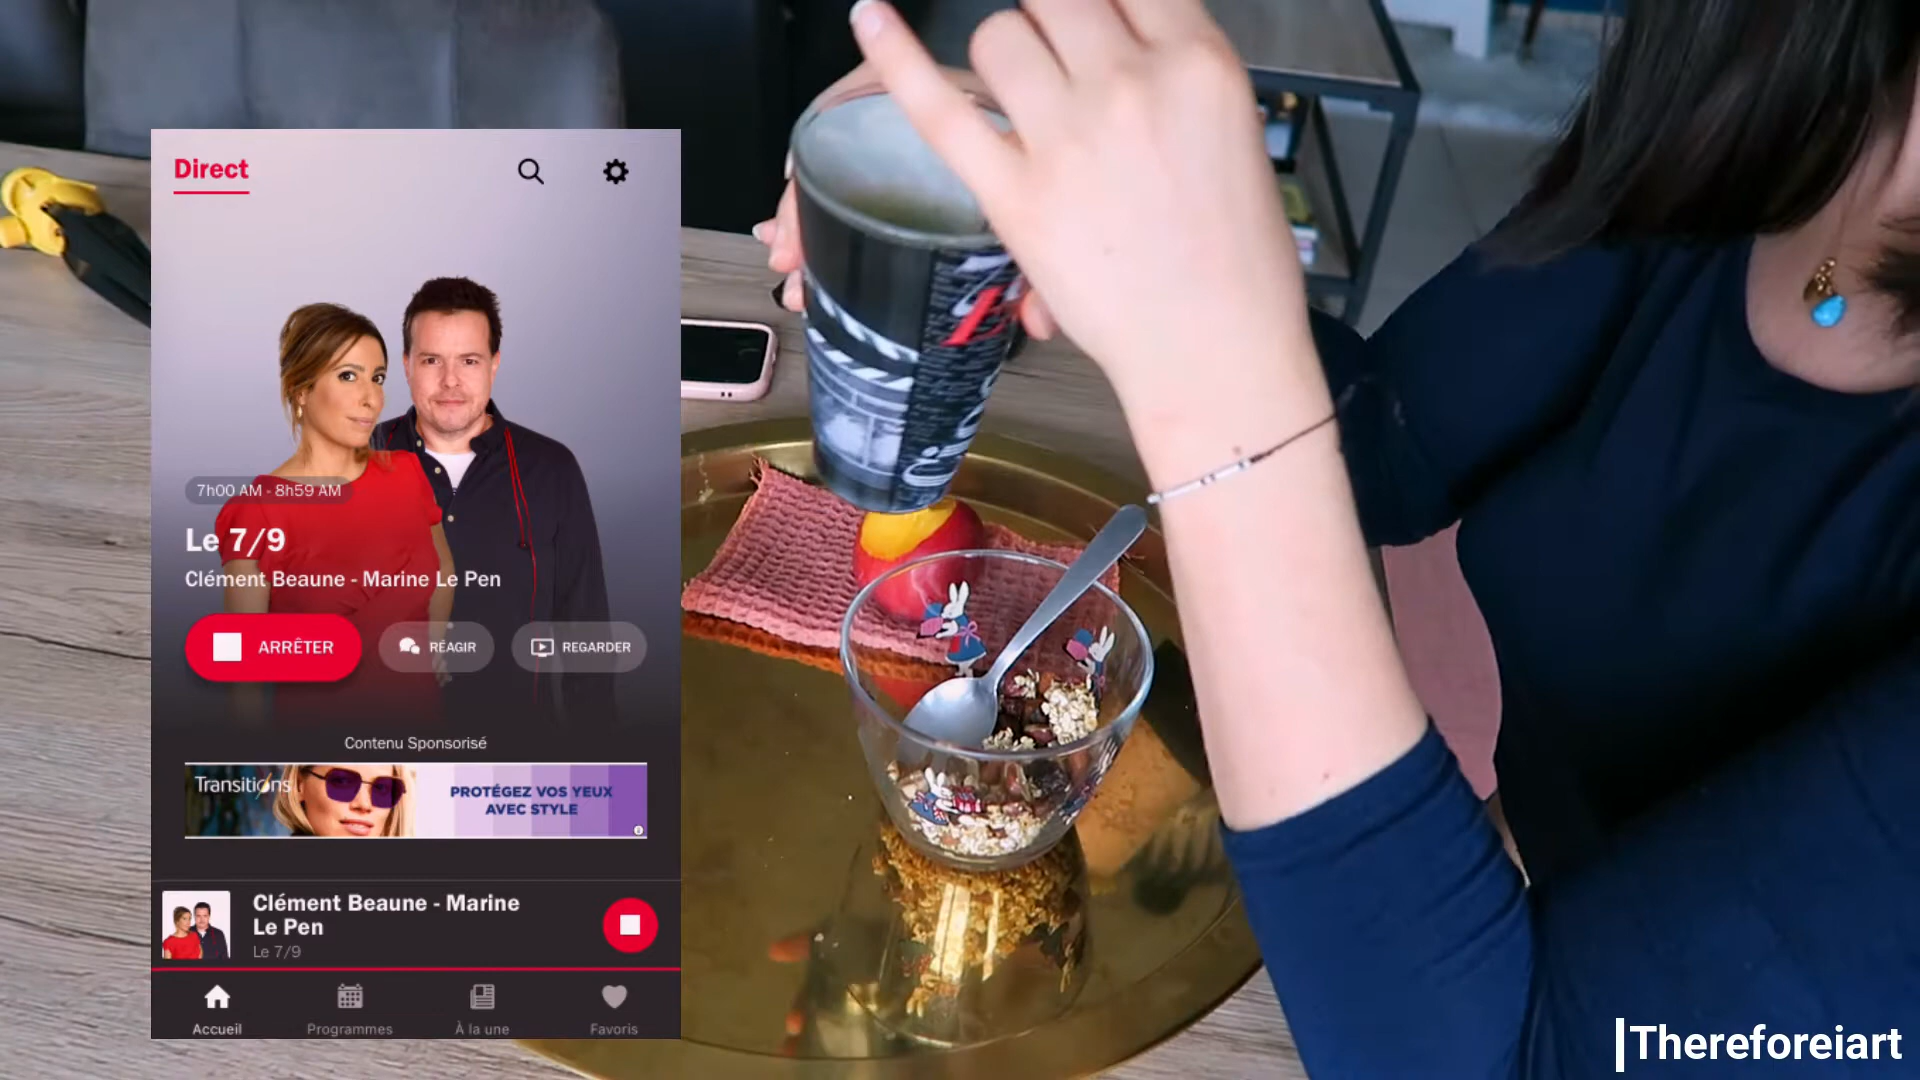 Direct
7h00 AM - 8h59 AM
Le 7/9
Clément Beaune - Marine Le Pen
ARRÊTER
RÉAGIR
REGARDER
Contenu Sponsorisé
Transitions
PROTÉGEZ VOS YEUX
AVEC STYLE
Clément Beaune - Marine
Le Pen
Le 7/9
Accueil
Programmes
À la une
Favoris
Thereforeiart